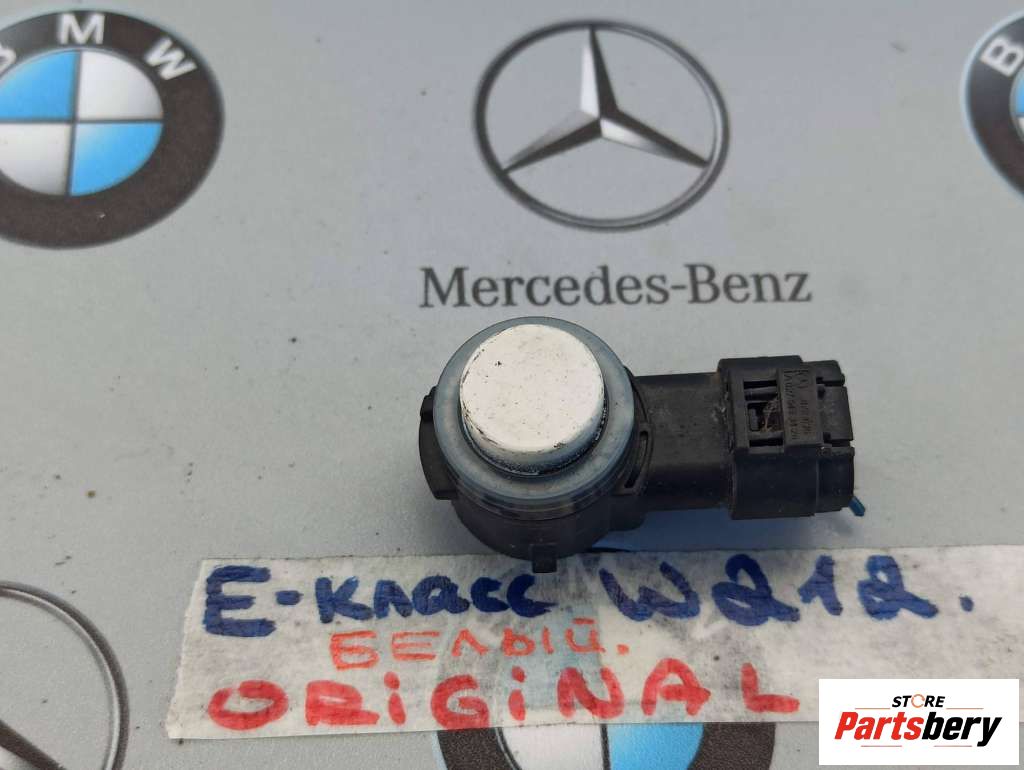 BMW
B
Mercedes-Benz
Е-класс W212.
БЕЛЫЙ.
ORIGINAL
STORE
Partsbery